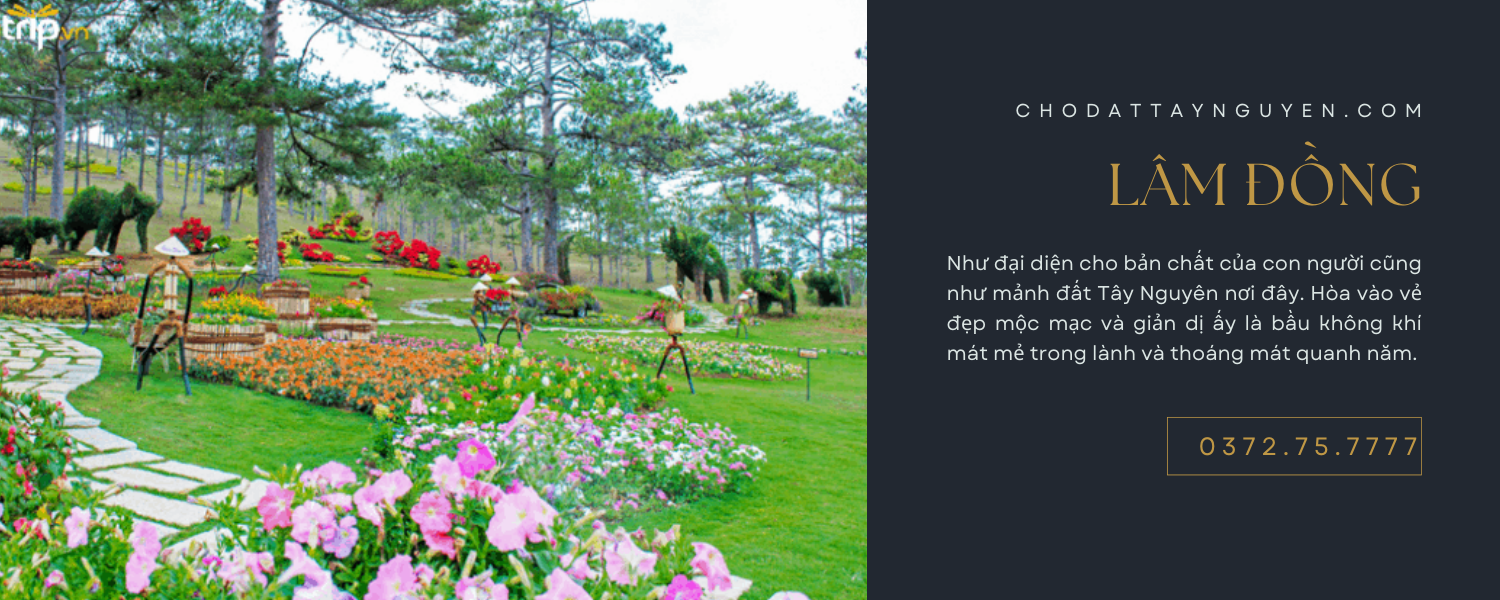 trip.vn
CHODATTAYNGUYEN.COM
LÂM ĐỒNG
Như đại diện cho bản chất của con người cũng
như mảnh đất Tây Nguyên nơi đây. Hòa vào vẻ
đẹp mộc mạc và giản dị ấy là bầu không khí
mát mẻ trong lành và thoáng mát quanh năm.
0372.75.7777